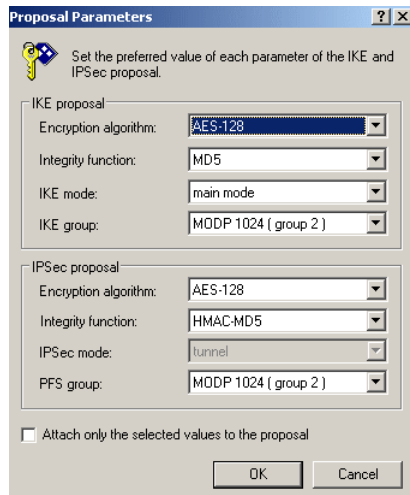 Proposal Parameters
Set the preferred value of each parameter of the IKE and
IPSec proposal.
IKE proposal
Encryption algorithm: AES-128
Integrity function: MD5
IKE mode: main mode
IKE group: MODP 1024 ( group 2 )
IPSec proposal
Encryption algorithm: AES-128
Integrity function: HMAC-MD5
IPSec mode: tunnel
PFS group: MODP 1024 ( group 2 )
Attach only the selected values to the proposal
OK Cancel